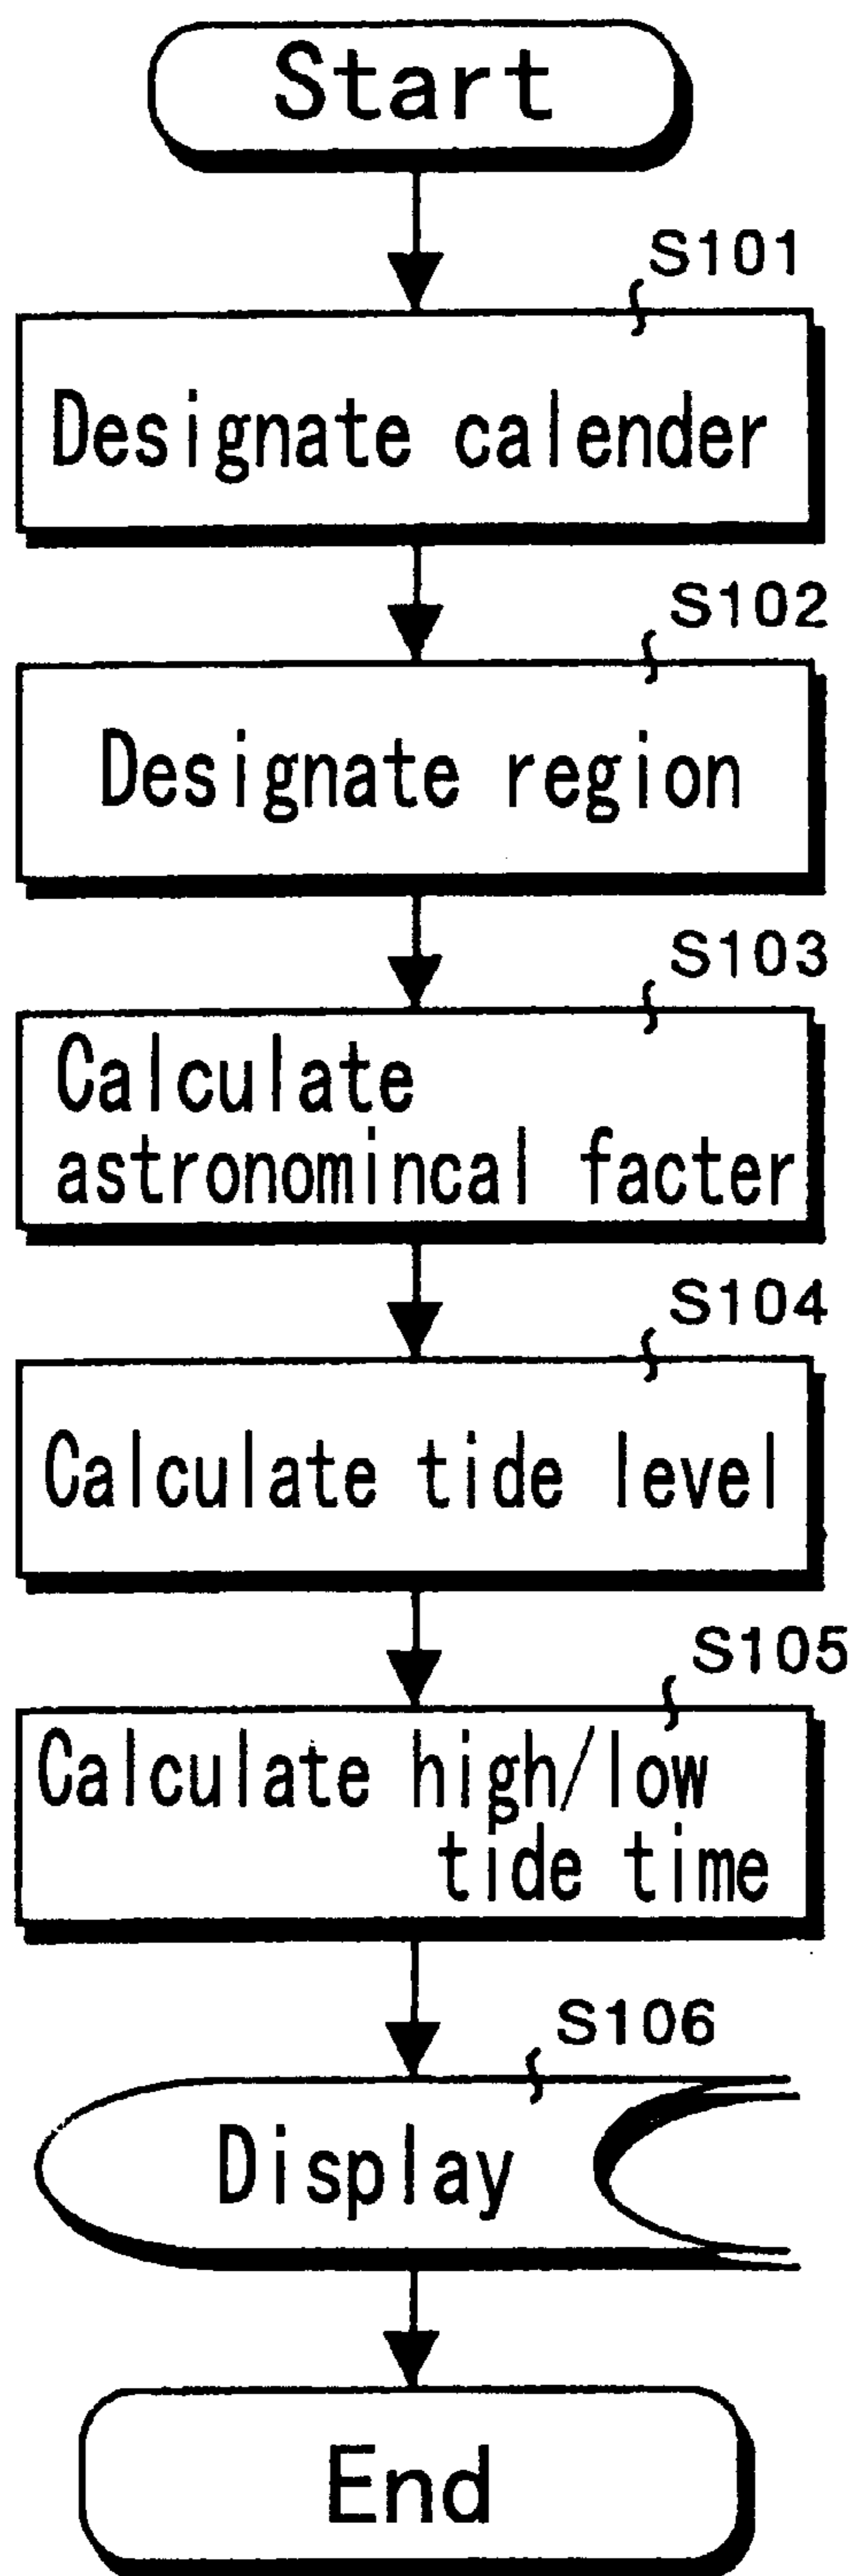 Start
S101
Designate calender
S102
Designate region
S103
Calculate
astronomincal facter
S104
Calculate tide level
S105
Calculate high/low
tide time
S106
Display
End